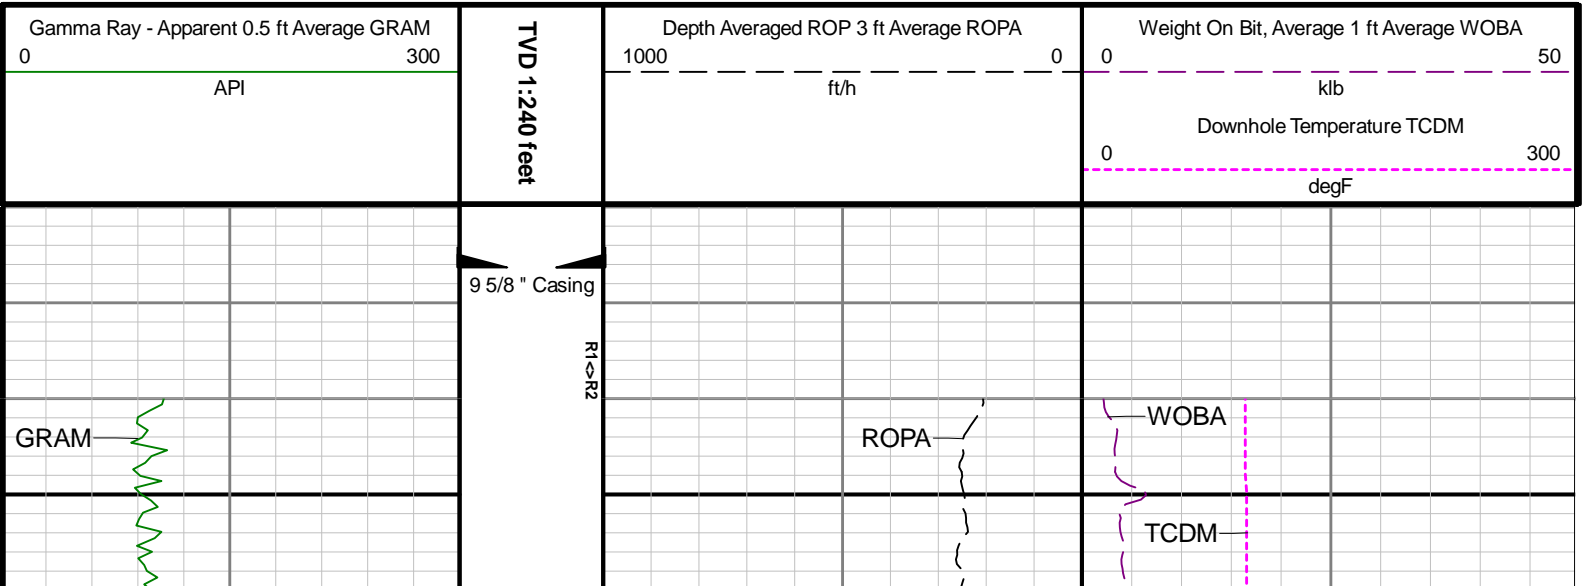 Gamma Ray - Apparent 0.5 ft Average GRAM
0 300
API
TVD 1:240 feet
Depth Averaged ROP 3 ft Average ROPA
1000 0
ft/h
Weight On Bit, Average 1 ft Average WOBA
0 50
klb
Downhole Temperature TCDM
0 300
degF
9 5/8 " Casing
R1<>R2
GRAM
ROPA
WOBA
TCDM